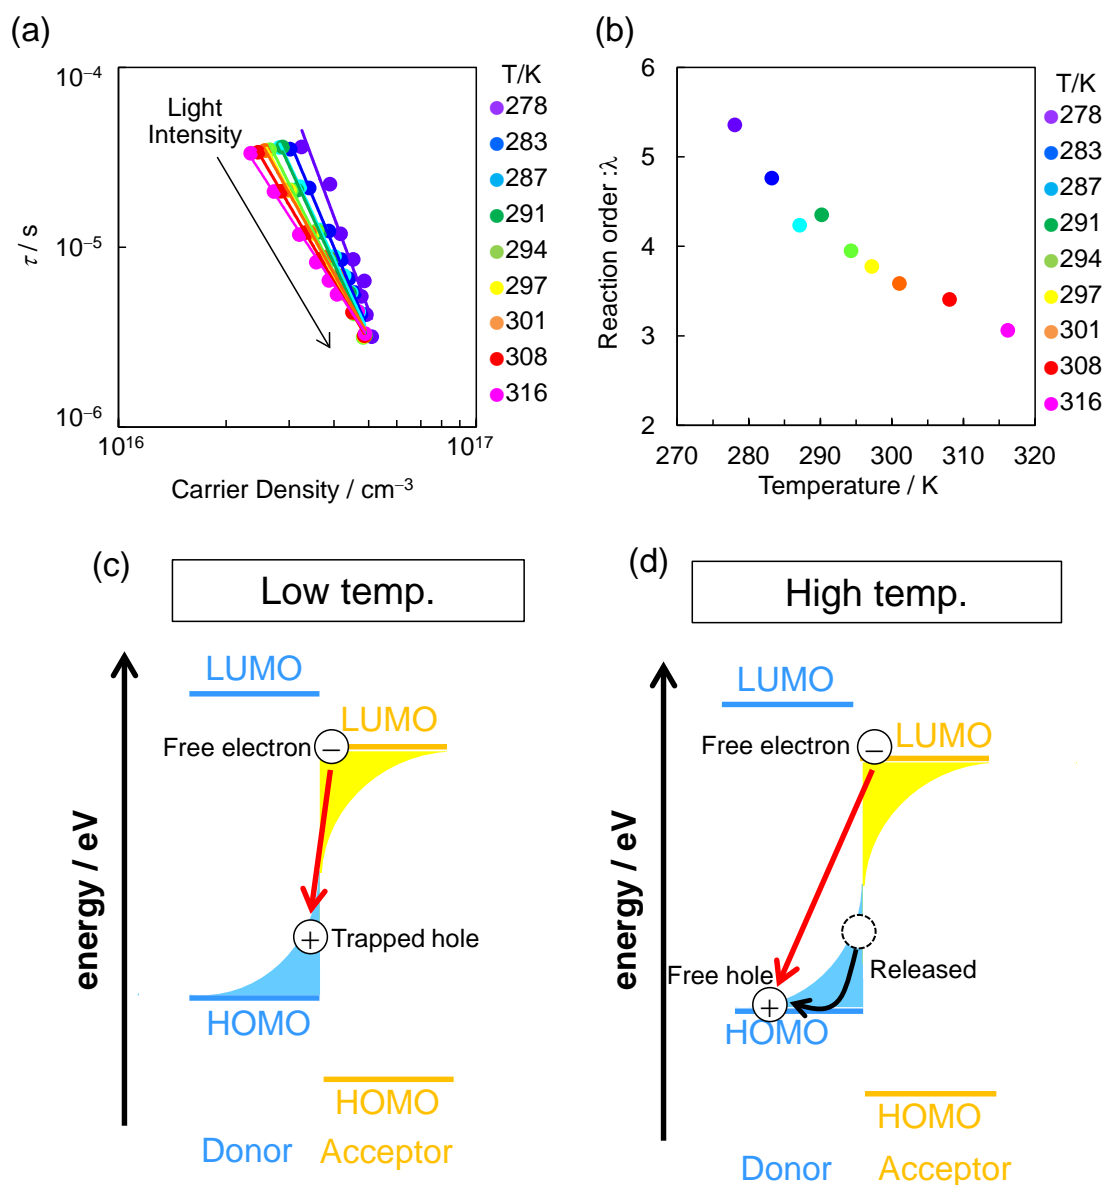 (a)
10⁻⁴
10⁻⁵
10⁻⁶
τ / s
Light
Intensity
10¹⁶
10¹⁷
Carrier Density / cm⁻³
T/K
278
283
287
291
294
297
301
308
316
(b)
6
5
4
3
2
Reaction order :λ
270
280
290
300
310
320
Temperature / K
T/K
278
283
287
291
294
297
301
308
316
(c)
Low temp.
energy / eV
LUMO
LUMO
Free electron
−
+
Trapped hole
HOMO
HOMO
Donor
Acceptor
(d)
High temp.
energy / eV
LUMO
Free electron
−
LUMO
Free hole
Released
+
HOMO
HOMO
Donor
Acceptor